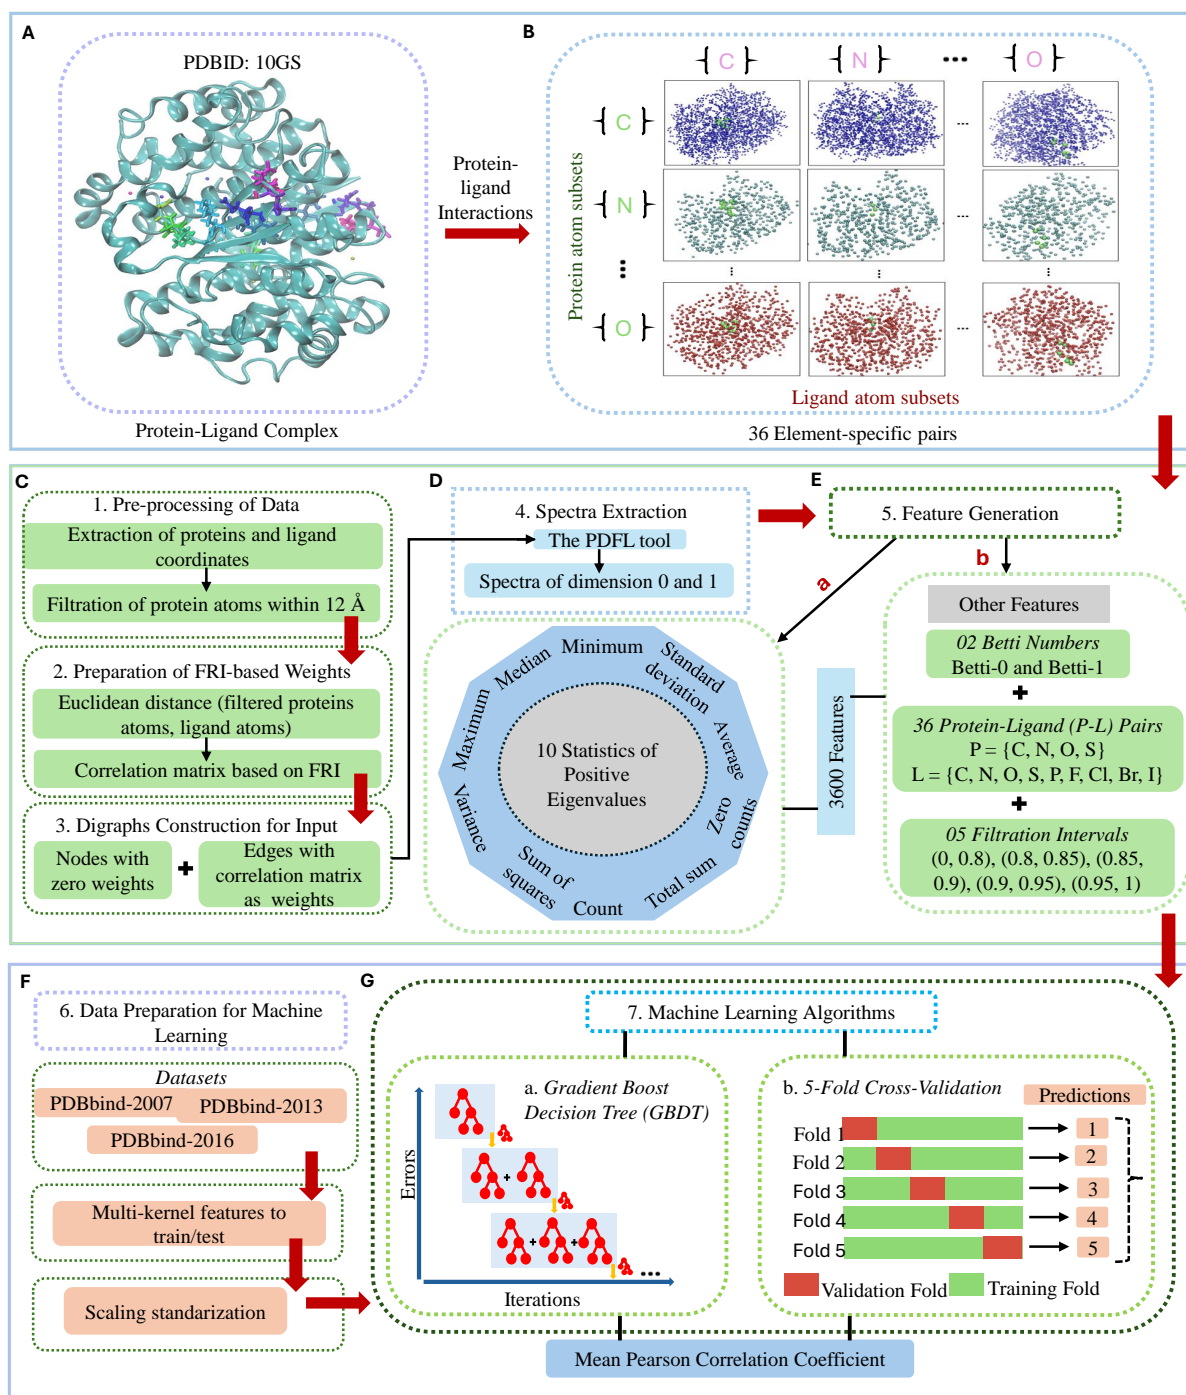 A
PDBID: 10GS
Protein-Ligand Complex
Protein-
ligand
Interactions
B
{ C }
{ N }
...
{ O }
Protein atom subsets
{ C }
...
{ N }
...
...
...
...
...
{ O }
...
Ligand atom subsets
36 Element-specific pairs
C
1. Pre-processing of Data
Extraction of proteins and ligand
coordinates
Filtration of protein atoms within 12 Å
2. Preparation of FRI-based Weights
Euclidean distance (filtered proteins
atoms, ligand atoms)
Correlation matrix based on FRI
3. Digraphs Construction for Input
Nodes with
zero weights
+
Edges with
correlation matrix
as weights
D
4. Spectra Extraction
The PDFL tool
Spectra of dimension 0 and 1
Minimum
Standard
deviation
Average
Zero
counts
Total sum
Count
Sum of
squares
Variance
Maximum
Median
10 Statistics of
Positive
Eigenvalues
3600 Features
E
5. Feature Generation
a
b
Other Features
02 Betti Numbers
Betti-0 and Betti-1
+
36 Protein-Ligand (P-L) Pairs
P = {C, N, O, S}
L = {C, N, O, S, P, F, Cl, Br, I}
+
05 Filtration Intervals
(0, 0.8), (0.8, 0.85), (0.85,
0.9), (0.9, 0.95), (0.95, 1)
F
6. Data Preparation for Machine
Learning
Datasets
PDBbind-2007
PDBbind-2013
PDBbind-2016
Multi-kernel features to
train/test
Scaling standarization
G
7. Machine Learning Algorithms
a. Gradient Boost
Decision Tree (GBDT)
Errors
+
+ +
...
Iterations
b. 5-Fold Cross-Validation
Predictions
Fold 1
1
Fold 2
2
Fold 3
3
Fold 4
4
Fold 5
5
Validation Fold
Training Fold
Mean Pearson Correlation Coefficient